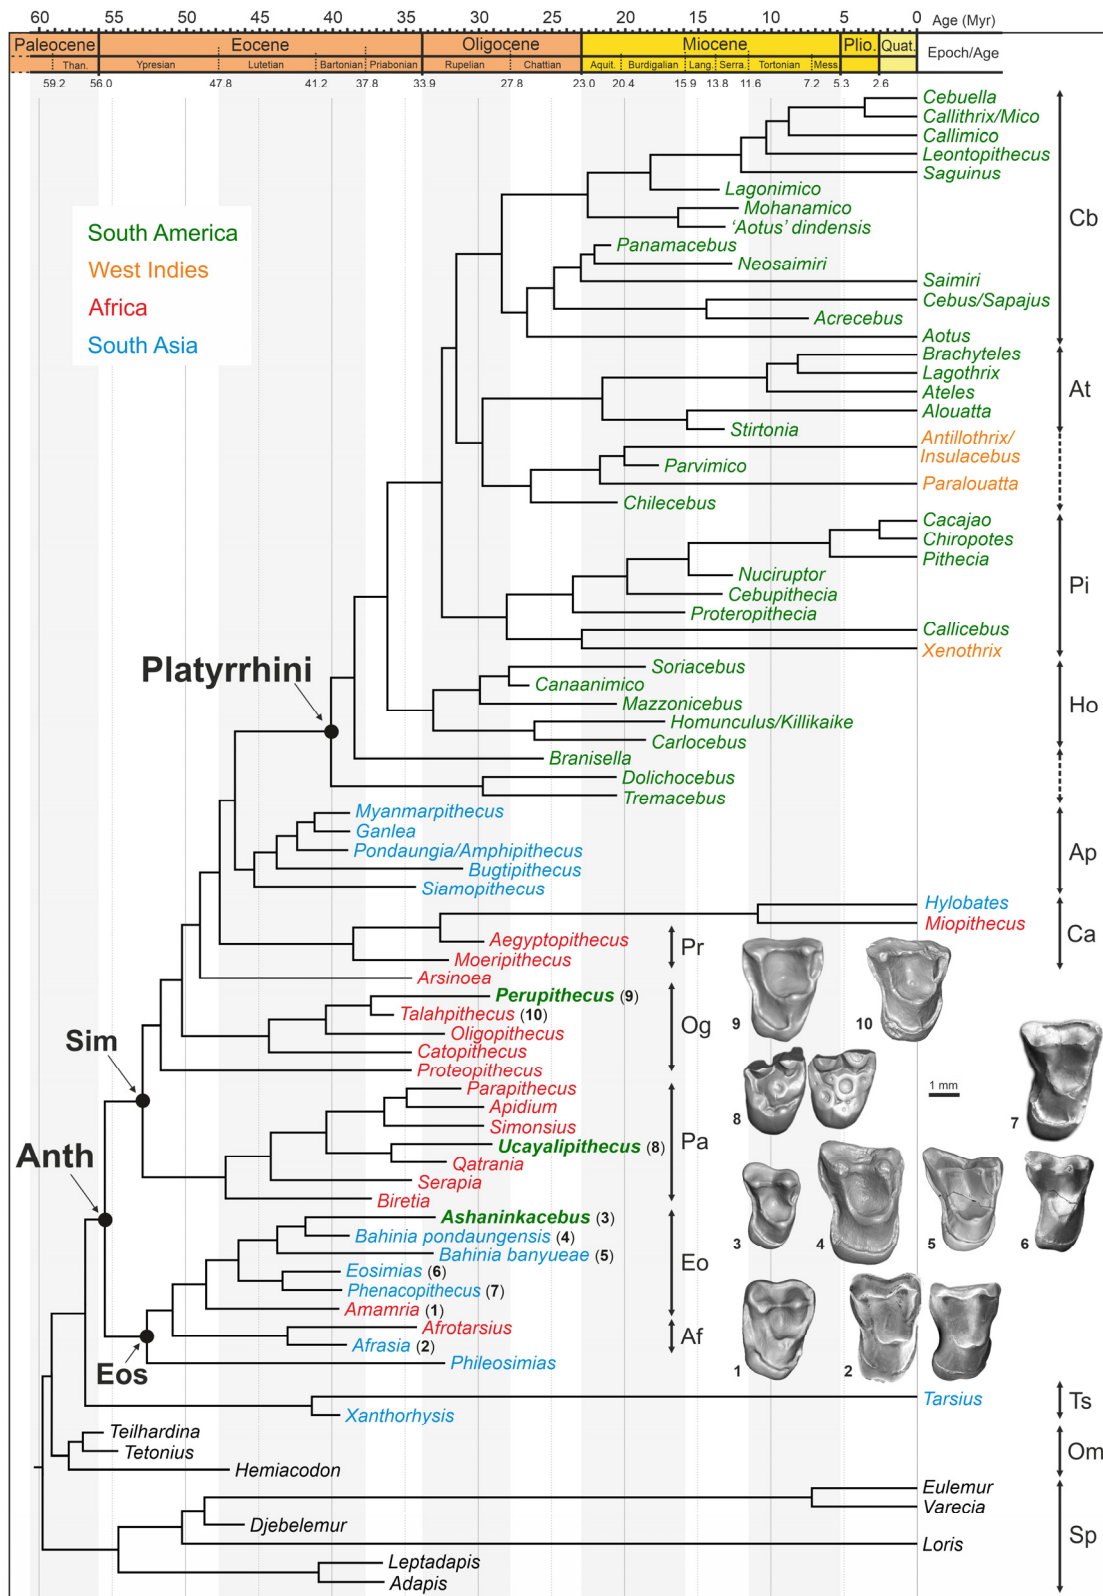 60 55 50 45 40 35 30 25 20 15 10 5 0 Age (Myr)
Paleocene Eocene Oligocene Miocene Plio. Quat. Epoch/Age
Than. Ypresian Lutetian Bartonian Priabonian Rupelian Chattian Aquit. Burdigalian Lang. Serra. Tortonian Mess.
59.2 56.0 47.8 41.2 37.8 33.9 27.8 23.0 20.4 15.9 13.8 11.6 7.2 5.3 2.6
Cebuella
Callithrix/Mico
Callimico
Leontopithecus
Saguinus
Lagonimico
Mohanamico
‘Aotus’ dindensis
Cb
South America
West Indies
Africa
South Asia
Panamacebus
Neosaimiri
Saimiri
Cebus/Sapajus
Acrecebus
Aotus
Brachyteles
Lagothrix
Ateles
At
Alouatta
Stirtonia
Antillothrix/
Insulacebus
Parvimico
Paralouatta
Chilecebus
Cacajao
Chiropotes
Pithecia
Nuciruptor
Pi
Cebupithecia
Proteropithecia
Callicebus
Xenothrix
Platyrrhini
Soriacebus
Canaanimico
Mazzonicebus
Ho
Homunculus/Killikaike
Carlocebus
Branisella
Dolichocebus
Tremacebus
Myanmarpithecus
Ganlea
Pondaungia/Amphipithecus
Ap
Bugtipithecus
Siamopithecus
Hylobates
Miopithecus
Ca
Aegyptopithecus
Pr
Moeripithecus
Arsinoea
Perupithecus (9)
Talahpithecus (10)
Og
9 10
Oligopithecus
Sim
Catopithecus
Proteopithecus
Parapithecus
Apidium
1 mm
8
7
Simonsius
Pa
Ucayalipithecus (8)
Anth
Qatrania
Serapia
Biretia
Ashaninkacebus (3)
Bahinia pondaungensis (4)
3 4 5 6
Bahinia banyueae (5)
Eo
Eosimias (6)
Phenacopithecus (7)
Amamria (1)
Afrotarsius
Af
Afrasia (2)
Eos
Phileosimias
1 2
Tarsius
Ts
Xanthorhysis
Teilhardina
Tetonius
Om
Hemiacodon
Eulemur
Varecia
Djebelemur
Sp
Loris
Leptadapis
Adapis